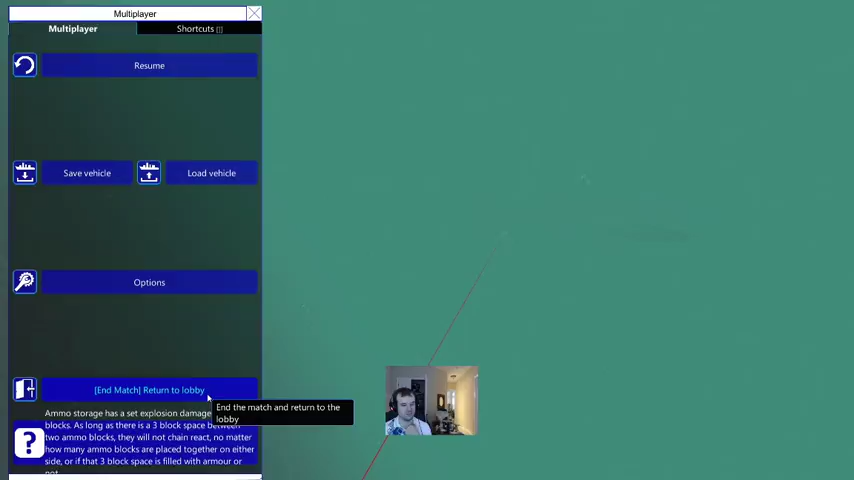 Multiplayer
Multiplayer
Shortcuts []
Resume
Save vehicle
Load vehicle
Options
[End Match] Return to lobby
End the match and return to the
lobby
Ammo storage has a set explosion damage
blocks. As long as there is a 3 block space between
two ammo blocks, they will not chain react, no matter
how many ammo blocks are placed together on either
side, or if that 3 block space is filled with armour or
not.
?